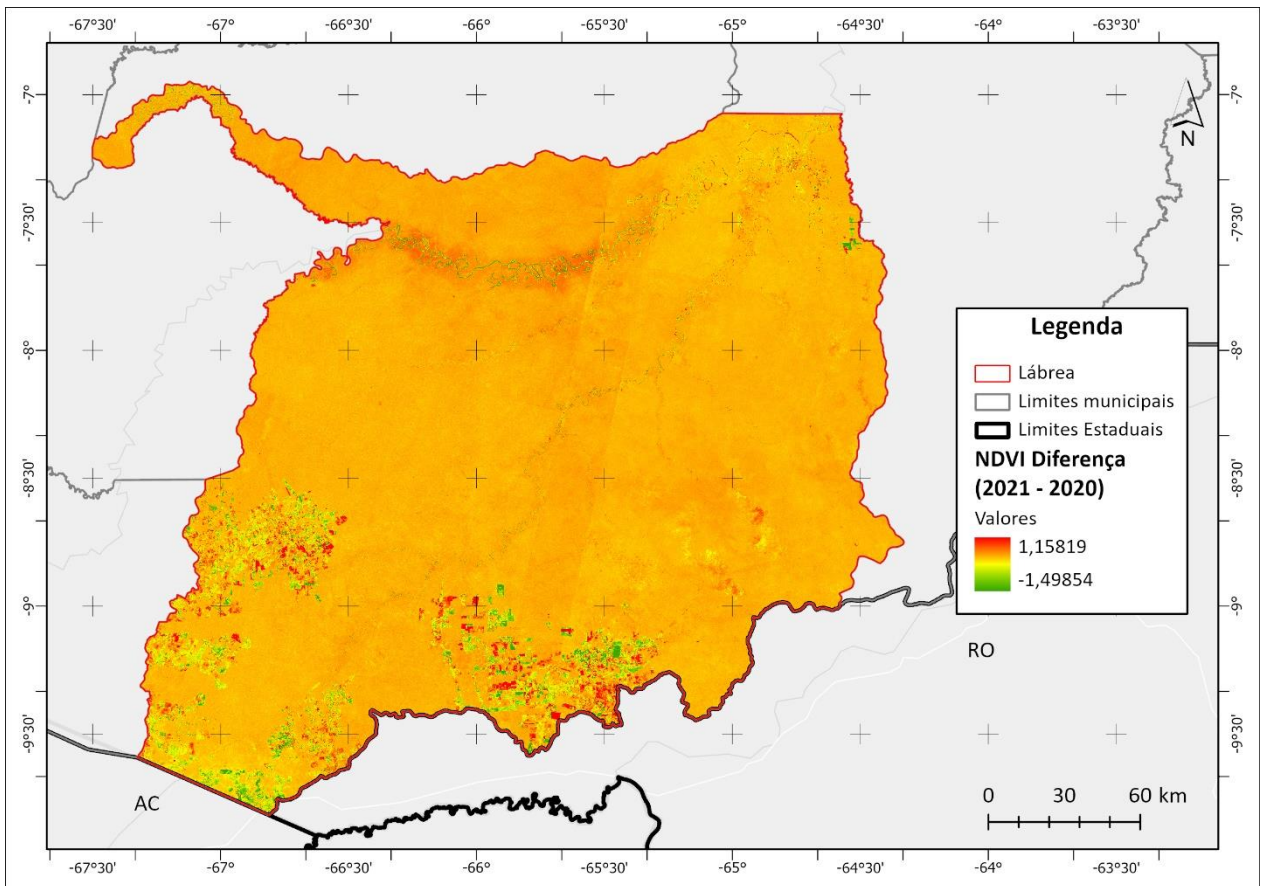 -67°30' -67° -66°30' -66° -65°30' -65° -64°30' -64° -63°30'
-7° -7°
N
-7°30' -7°30'
Legenda
-8° -8°
Lábrea
Limites municipais
Limites Estaduais
NDVI Diferença
(2021 - 2020)
-8°30' -8°30'
Valores
1,15819
-1,49854
-9° -9°
RO
-9°30' -9°30'
AC
0 30 60 km
-67°30' -67° -66°30' -66° -65°30' -65° -64°30' -64° -63°30'